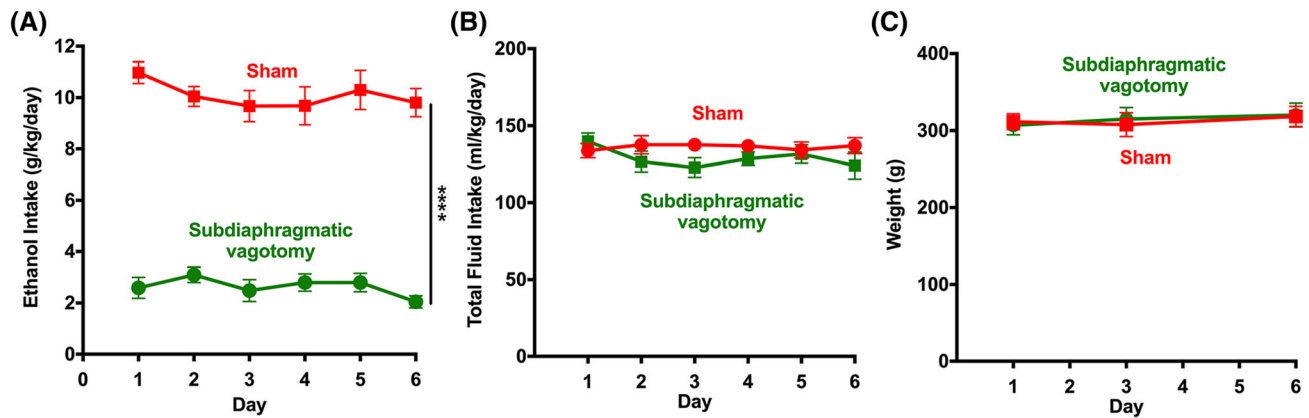 (A)
Ethanol Intake (g/kg/day)
12
10
8
6
4
2
0
Sham
Subdiaphragmatic
vagotomy
****
0 1 2 3 4 5 6
Day
(B)
Total Fluid Intake (ml/kg/day)
200
150
100
50
0
Sham
Subdiaphragmatic
vagotomy
1 2 3 4 5 6
Day
(C)
Weight (g)
400
300
200
100
0
Subdiaphragmatic
vagotomy
Sham
1 2 3 4 5 6
Day